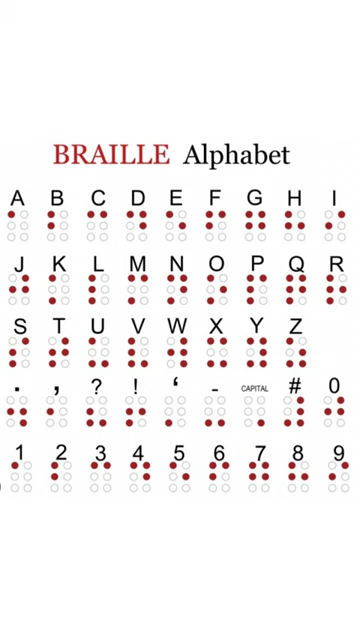 BRAILLE Alphabet
A B C D E F G H I
J K L M N O P Q R
S T U V W X Y Z
. , ? ! ‘ - CAPITAL # 0
1 2 3 4 5 6 7 8 9